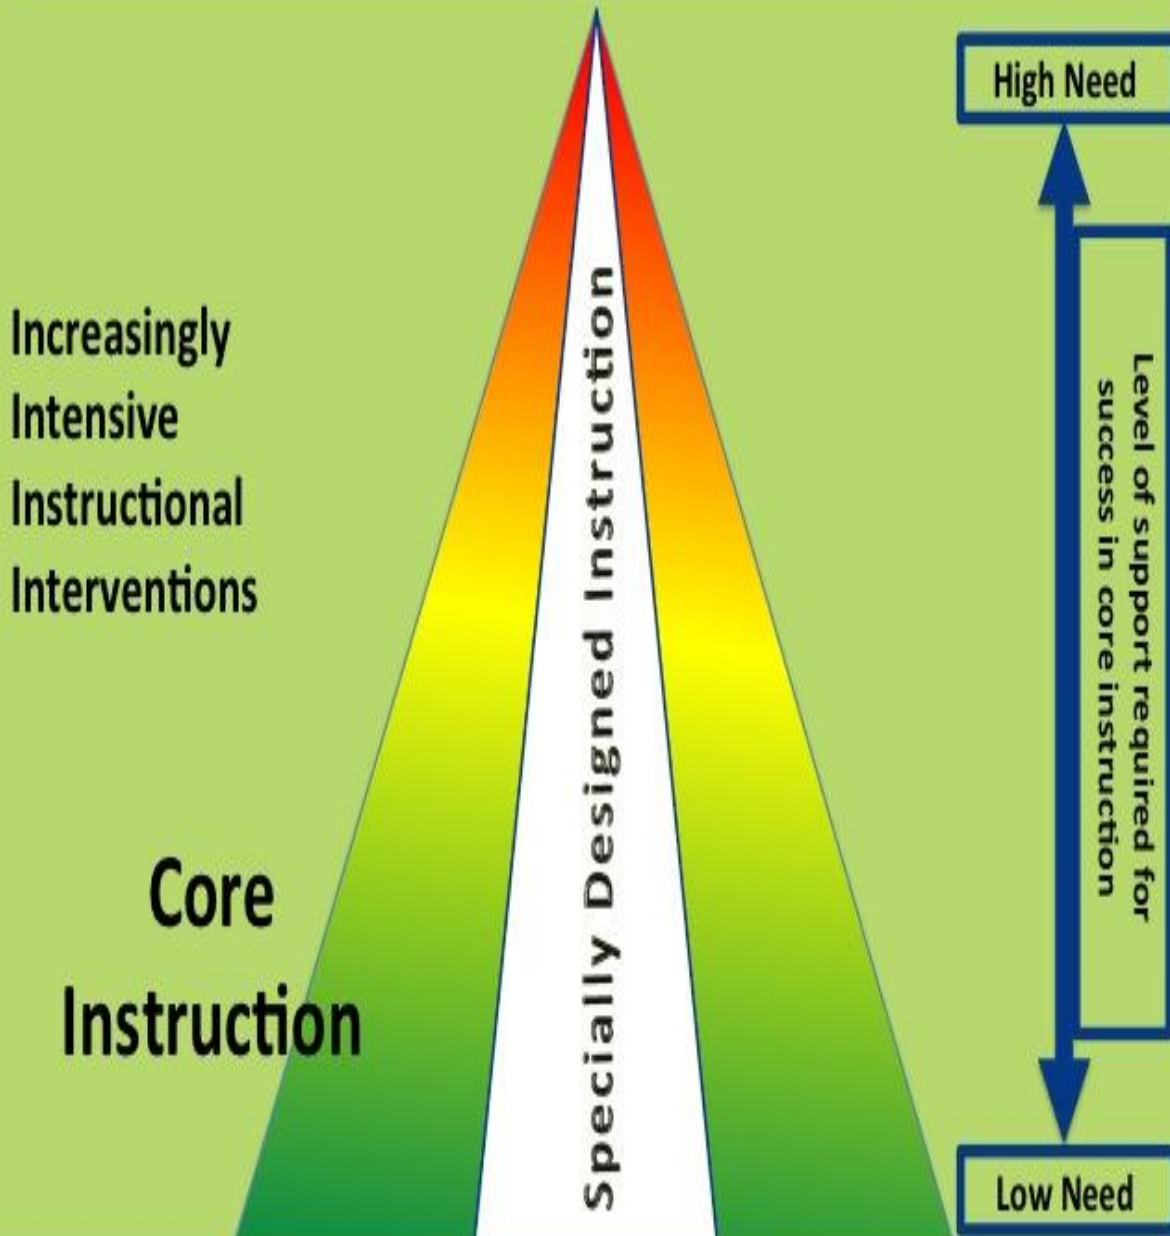 High Need
Increasingly
Intensive
Instructional
Interventions
Core
Instruction
Specially Designed Instruction
Level of support required for
success in core instruction
Low Need